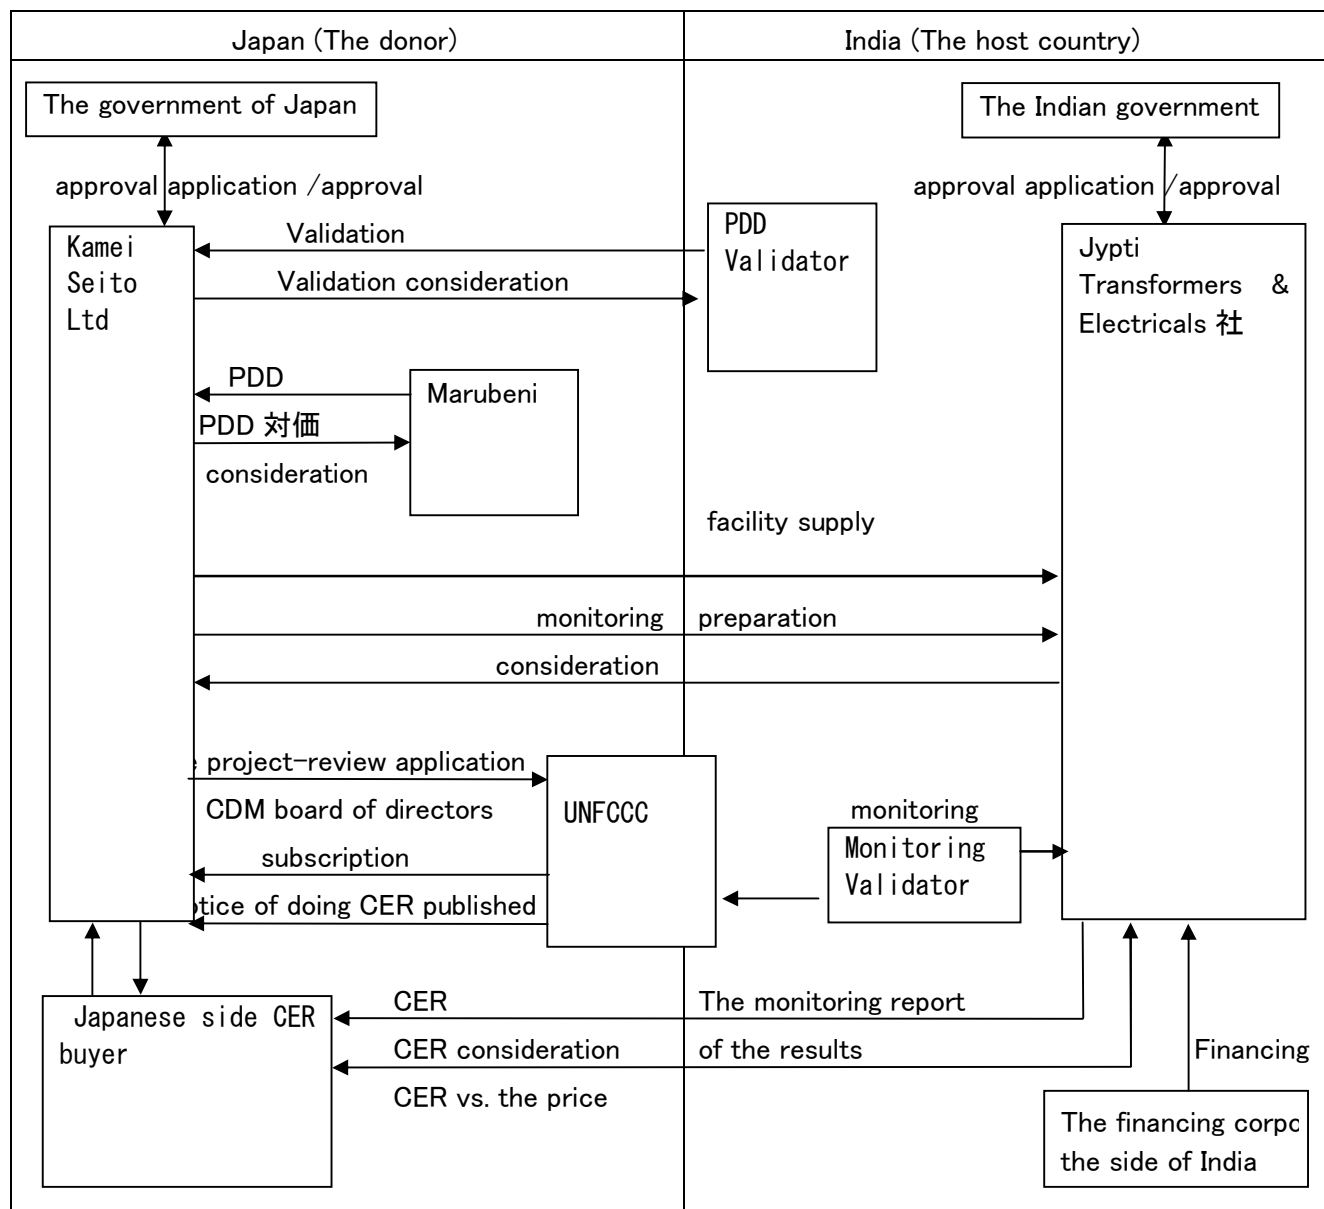 Japan (The donor)
India (The host country)
The government of Japan
The Indian government
approval application /approval
approval application /approval
Kamei
Seito
Ltd
Validation
Validation consideration
PDD
Validator
Jypti
Transformers &
Electricals 社
PDD
PDD 対価
consideration
Marubeni
facility supply
monitoring preparation
consideration
project-review application
CDM board of directors
subscription
of doing CER published
UNFCCC
monitoring
Monitoring
Validator
Japanese side CER
buyer
CER
The monitoring report
CER consideration
of the results
CER vs. the price
Financing
The financing
the side of India